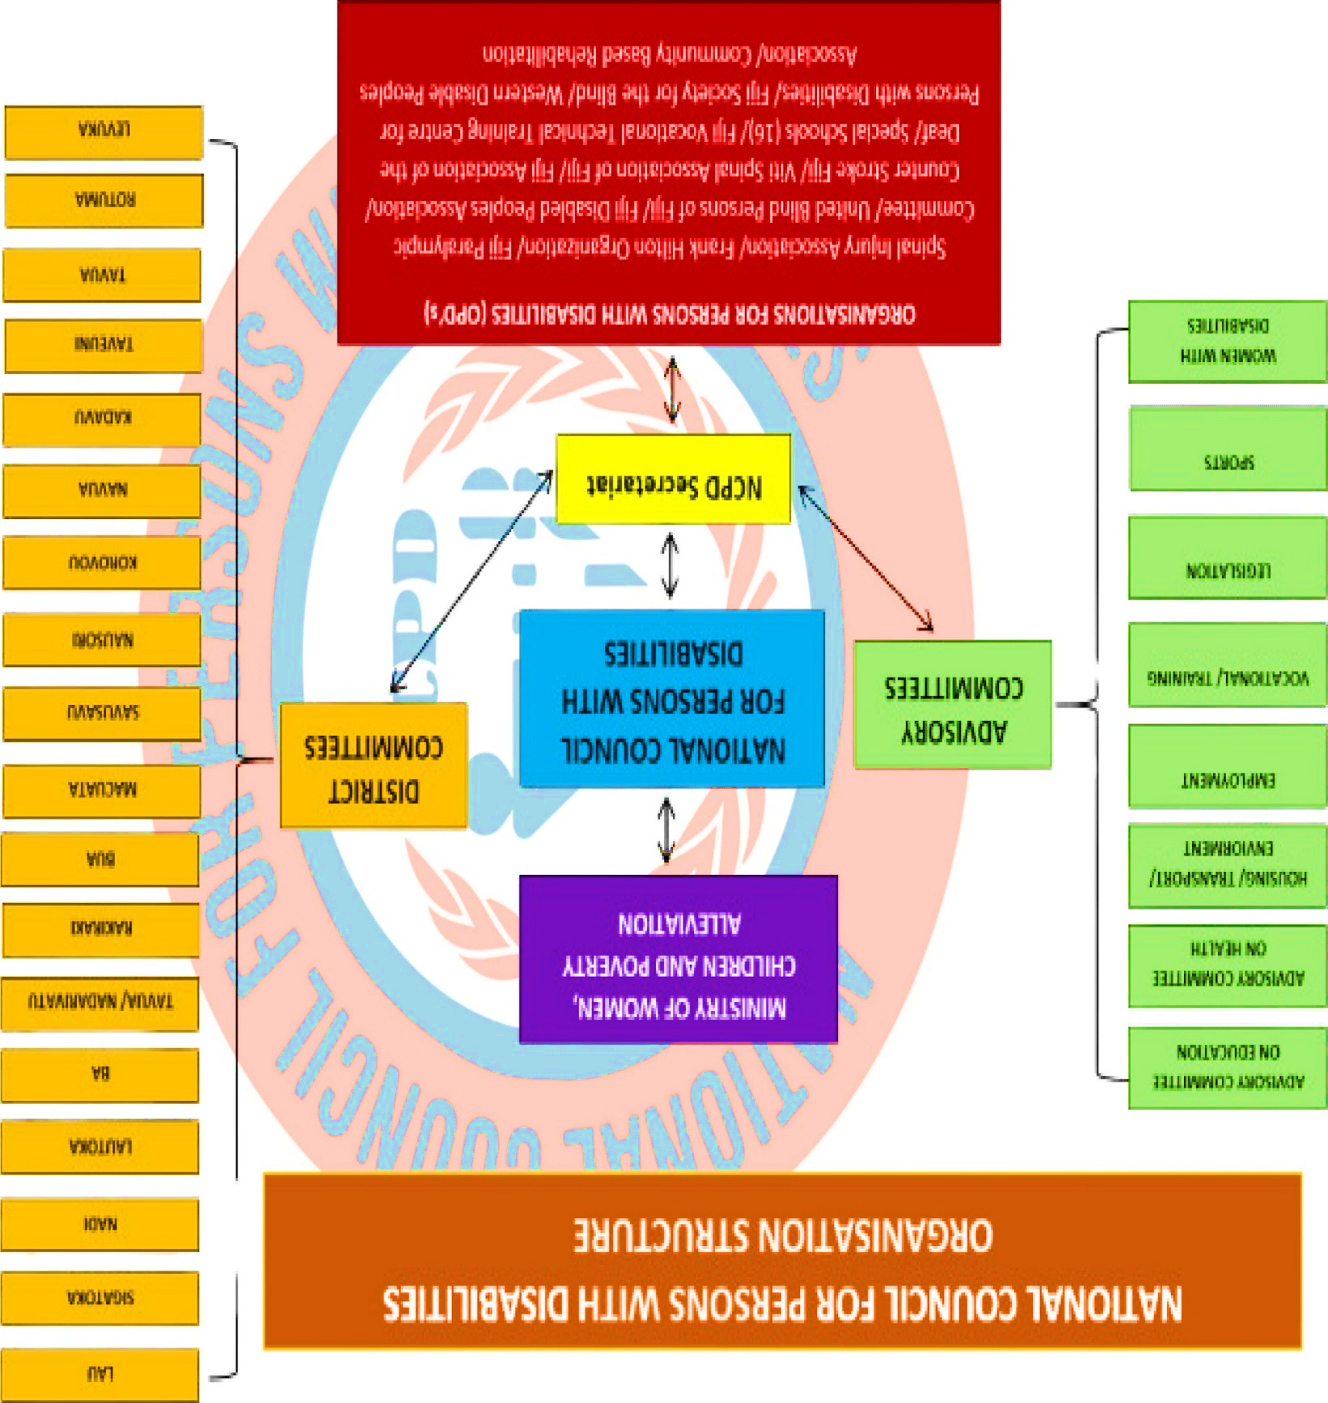 NATIONAL COUNCIL FOR PERSONS WITH DISABILITIES
ORGANISATION STRUCTURE
MINISTRY OF WOMEN,
CHILDREN AND POVERTY
ALLEVIATION
NATIONAL COUNCIL
FOR PERSONS WITH
DISABILITIES
NCPD Secretariat
ADVISORY
COMMITTEES
ADVISORY COMMITTEE
ON EDUCATION
ADVISORY COMMITTEE
ON HEALTH
HOUSING/ TRANSPORT/
ENVIORMENT
EMPLOYMENT
VOCATIONAL/ TRAINING
LEGISLATION
SPORTS
WOMEN WITH
DISABILITIES
DISTRICT
COMMITTEES
LAU
SIGATOKA
NADI
LAUTOKA
BA
TAVUA/ NADARIVATU
RAKIRAKI
BUA
MACUATA
SAVUSAVU
NAUSORI
KOROVOU
NAVUA
KADAVU
TAVEUNI
TAVUA
ROTUMA
LEVUKA
ORGANISATIONS FOR PERSONS WITH DISABILITIES (OPD's)
Spinal Injury Association/ Frank Hilton Organization/ Fiji Paralympic
Committee/ United Blind Persons of Fiji/ Fiji Disabled Peoples Association/
Counter Stroke Fiji/ Viti Spinal Association of Fiji/ Fiji Association of the
Deaf/ Special Schools (16)/ Fiji Vocational Technical Training Centre for
Persons with Disabilities/ Fiji Society for the Blind/ Western Disable Peoples
Association/ Community Based Rehabilitation
NATIONAL COUNCIL FOR PERSONS
CPD